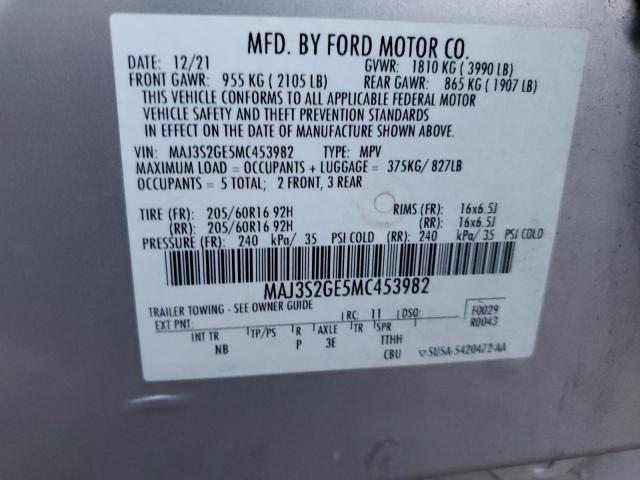 MFD. BY FORD MOTOR CO.
DATE: 12/21 GVWR: 1810 KG ( 3990 LB)
FRONT GAWR: 955 KG ( 2105 LB) REAR GAWR: 865 KG ( 1907 LB)
THIS VEHICLE CONFORMS TO ALL APPLICABLE FEDERAL MOTOR
VEHICLE SAFETY AND THEFT PREVENTION STANDARDS
IN EFFECT ON THE DATE OF MANUFACTURE SHOWN ABOVE.
VIN: MAJ3S2GE5MC453982 TYPE: MPV
MAXIMUM LOAD = OCCUPANTS + LUGGAGE = 375KG/ 827LB
OCCUPANTS = 5 TOTAL; 2 FRONT, 3 REAR
TIRE (FR): 205/60R16 92H RIMS (FR): 16x6.5J
(RR): 205/60R16 92H (RR): 16x6.5J
PRESSURE (FR): 240 kPa/ 35 PSI COLD (RR): 240 kPa/ 35 PSI COLD
MAJ3S2GE5MC453982
TRAILER TOWING - SEE OWNER GUIDE
EXT PNT: RC: 11 DSO: F0029
R0043
INT TR TP/PS R AXLE TR SPR
NB P 3E TTHH
CBU SUSA-S420472-AA